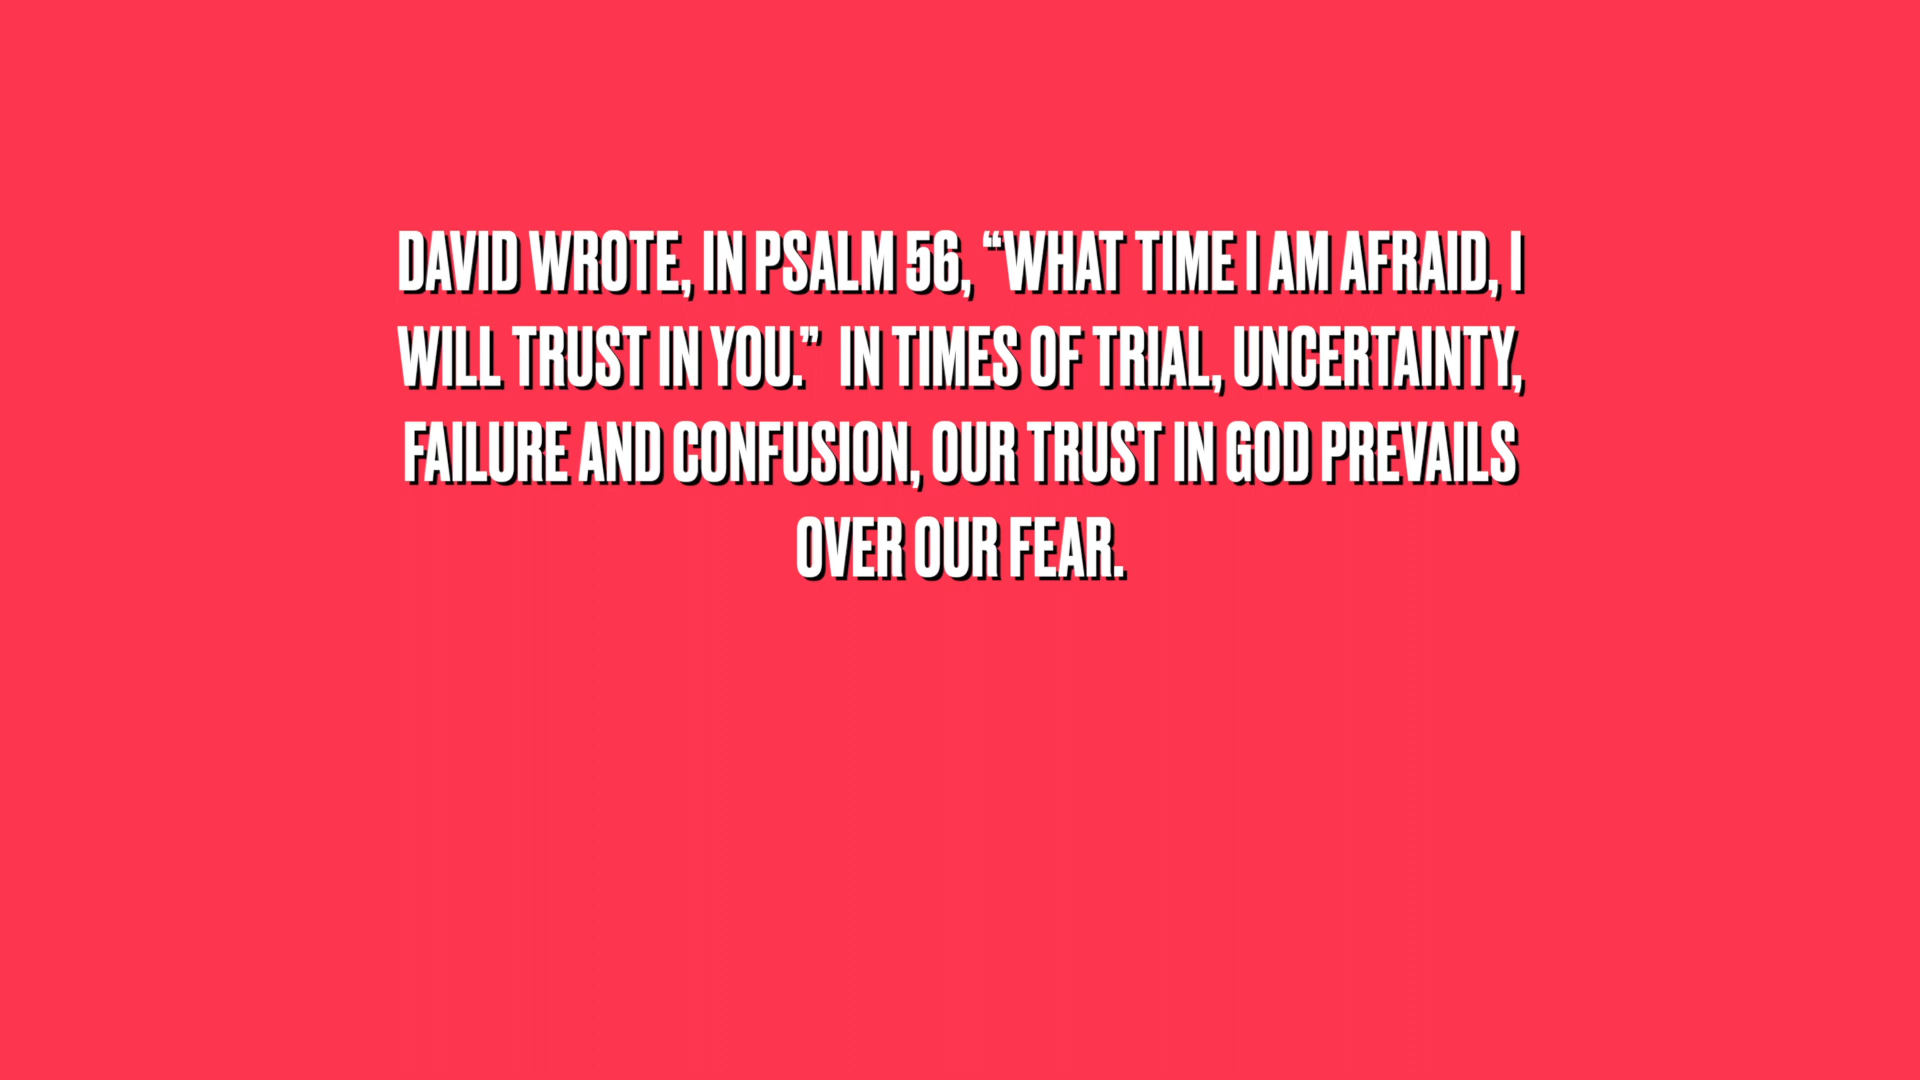 DAVID WROTE, IN PSALM 56, “WHAT TIME I AM AFRAID, I
WILL TRUST IN YOU.” IN TIMES OF TRIAL, UNCERTAINTY,
FAILURE AND CONFUSION, OUR TRUST IN GOD PREVAILS
OVER OUR FEAR.